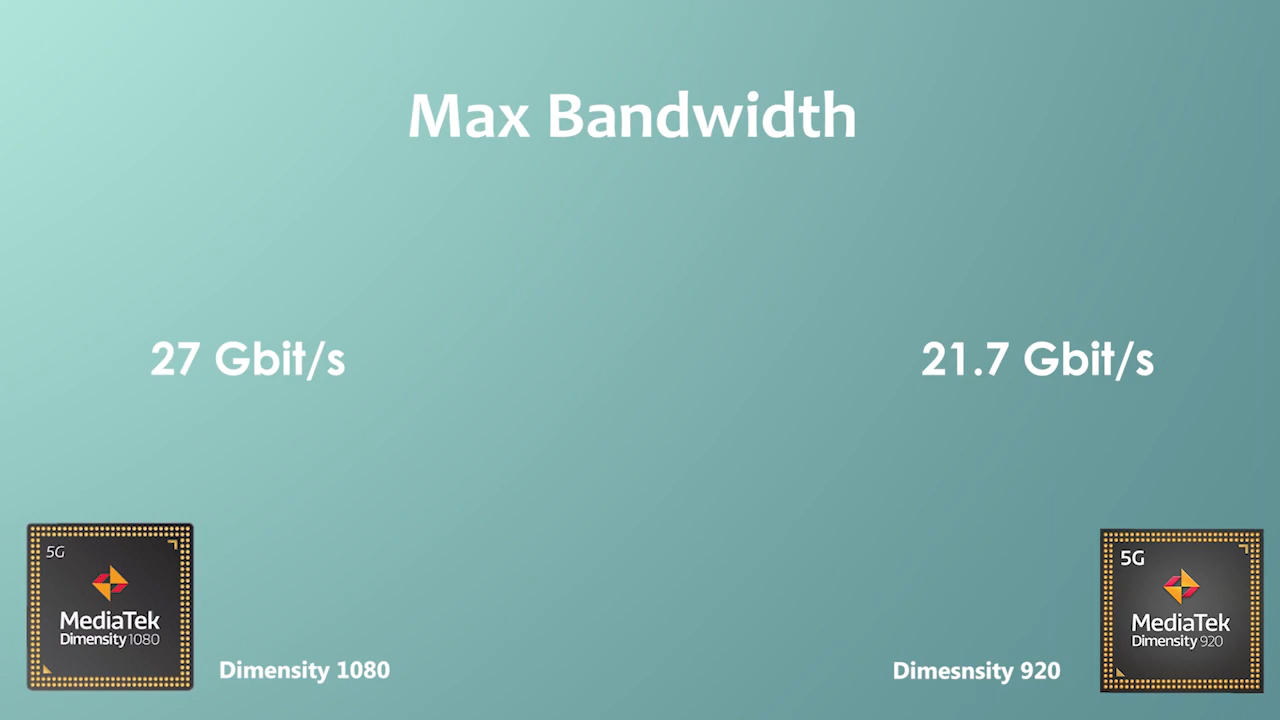 Max Bandwidth
27 Gbit/s
21.7 Gbit/s
5G
MediaTek
Dimensity 1080
Dimensity 1080
Dimesnsity 920
5G
MediaTek
Dimensity 920